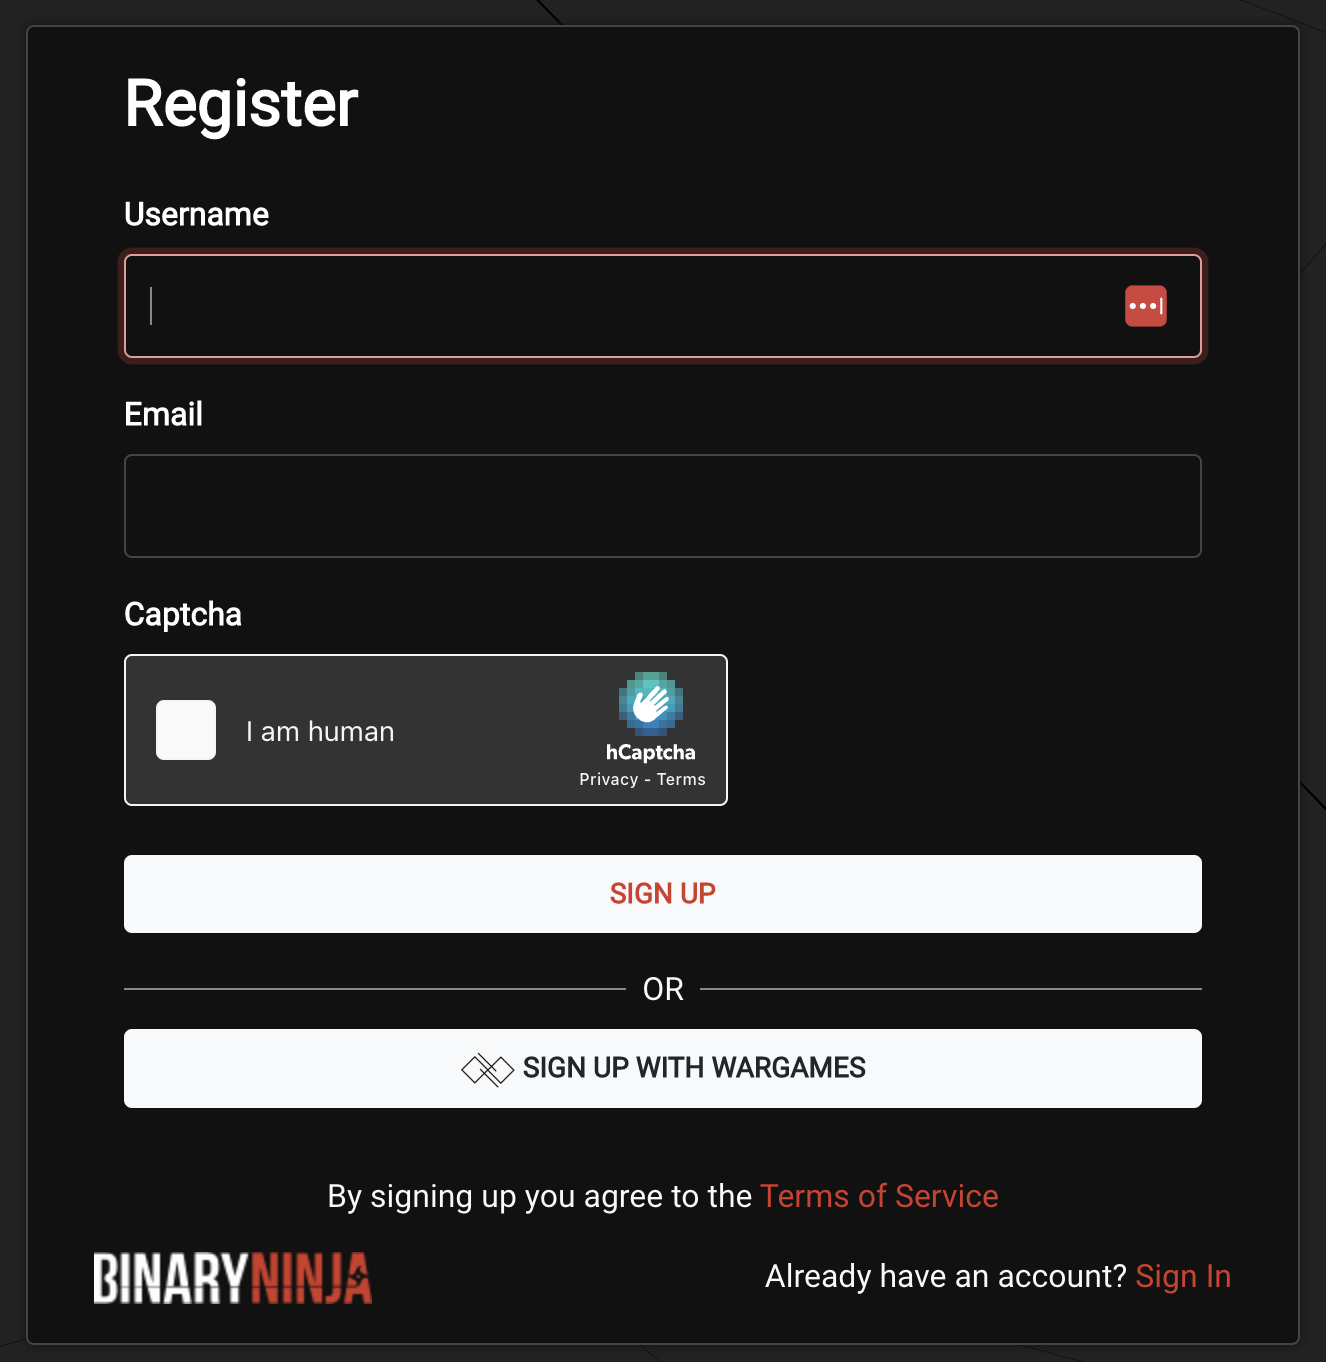 Register
Username
Email
Captcha
I am human
hCaptcha
Privacy - Terms
SIGN UP
OR
SIGN UP WITH WARGAMES
By signing up you agree to the Terms of Service
BINARYNINJA
Already have an account? Sign In